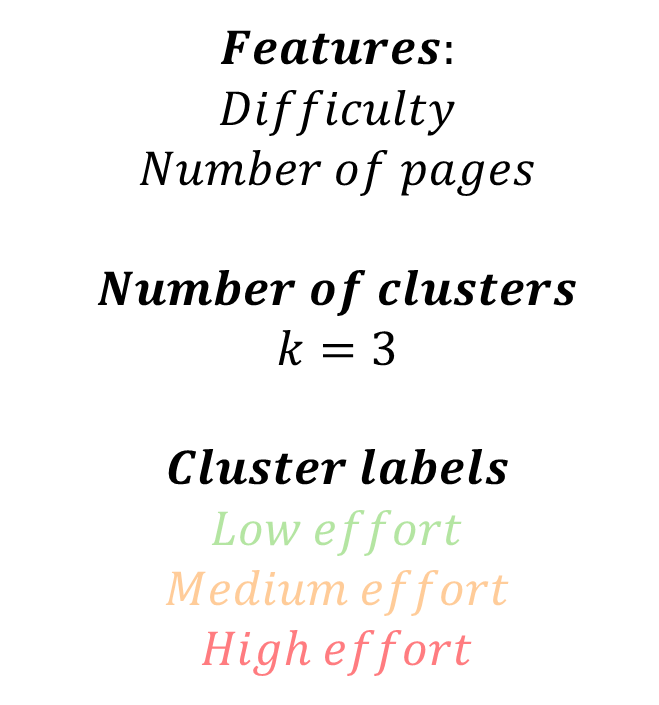 Features:
Difficulty
Number of pages
Number of clusters
k = 3
Cluster labels
Low effort
Medium effort
High effort